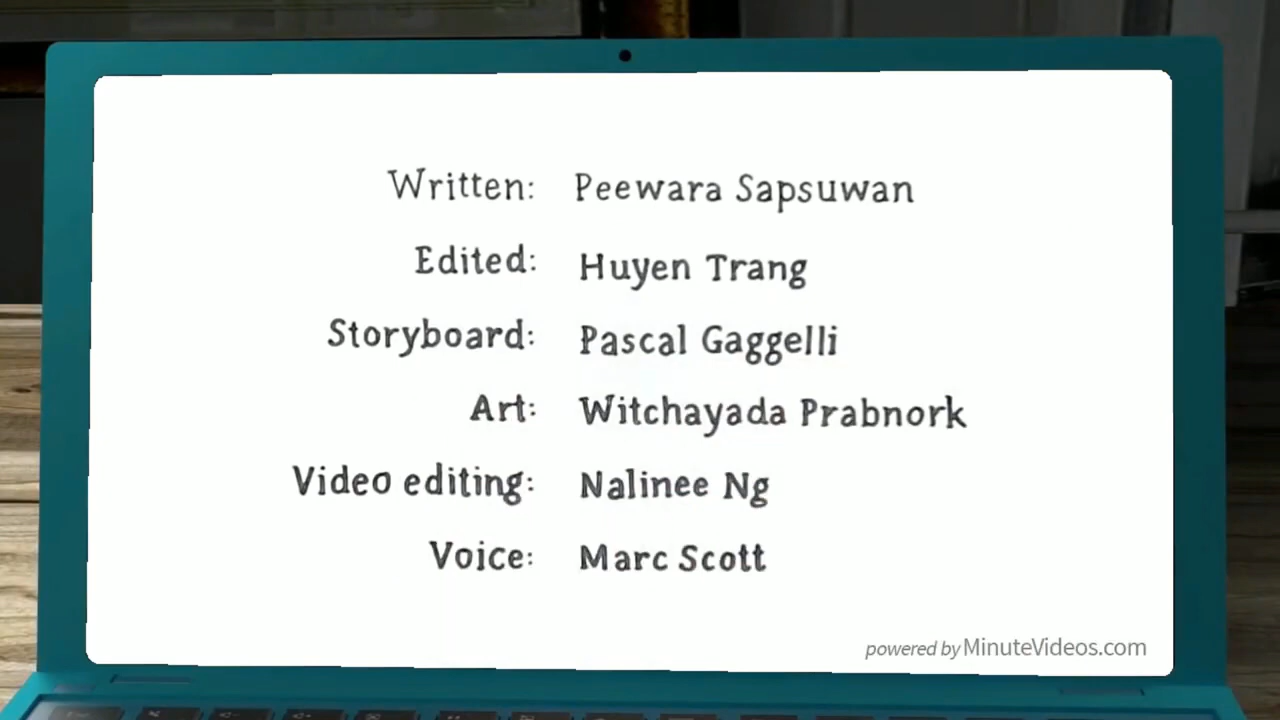 Written: Peewara Sapsuwan
Edited: Huyen Trang
Storyboard: Pascal Gaggelli
Art: Witchayada Prabnork
Video editing: Nalinee Ng
Voice: Marc Scott
powered by MinuteVideos.com